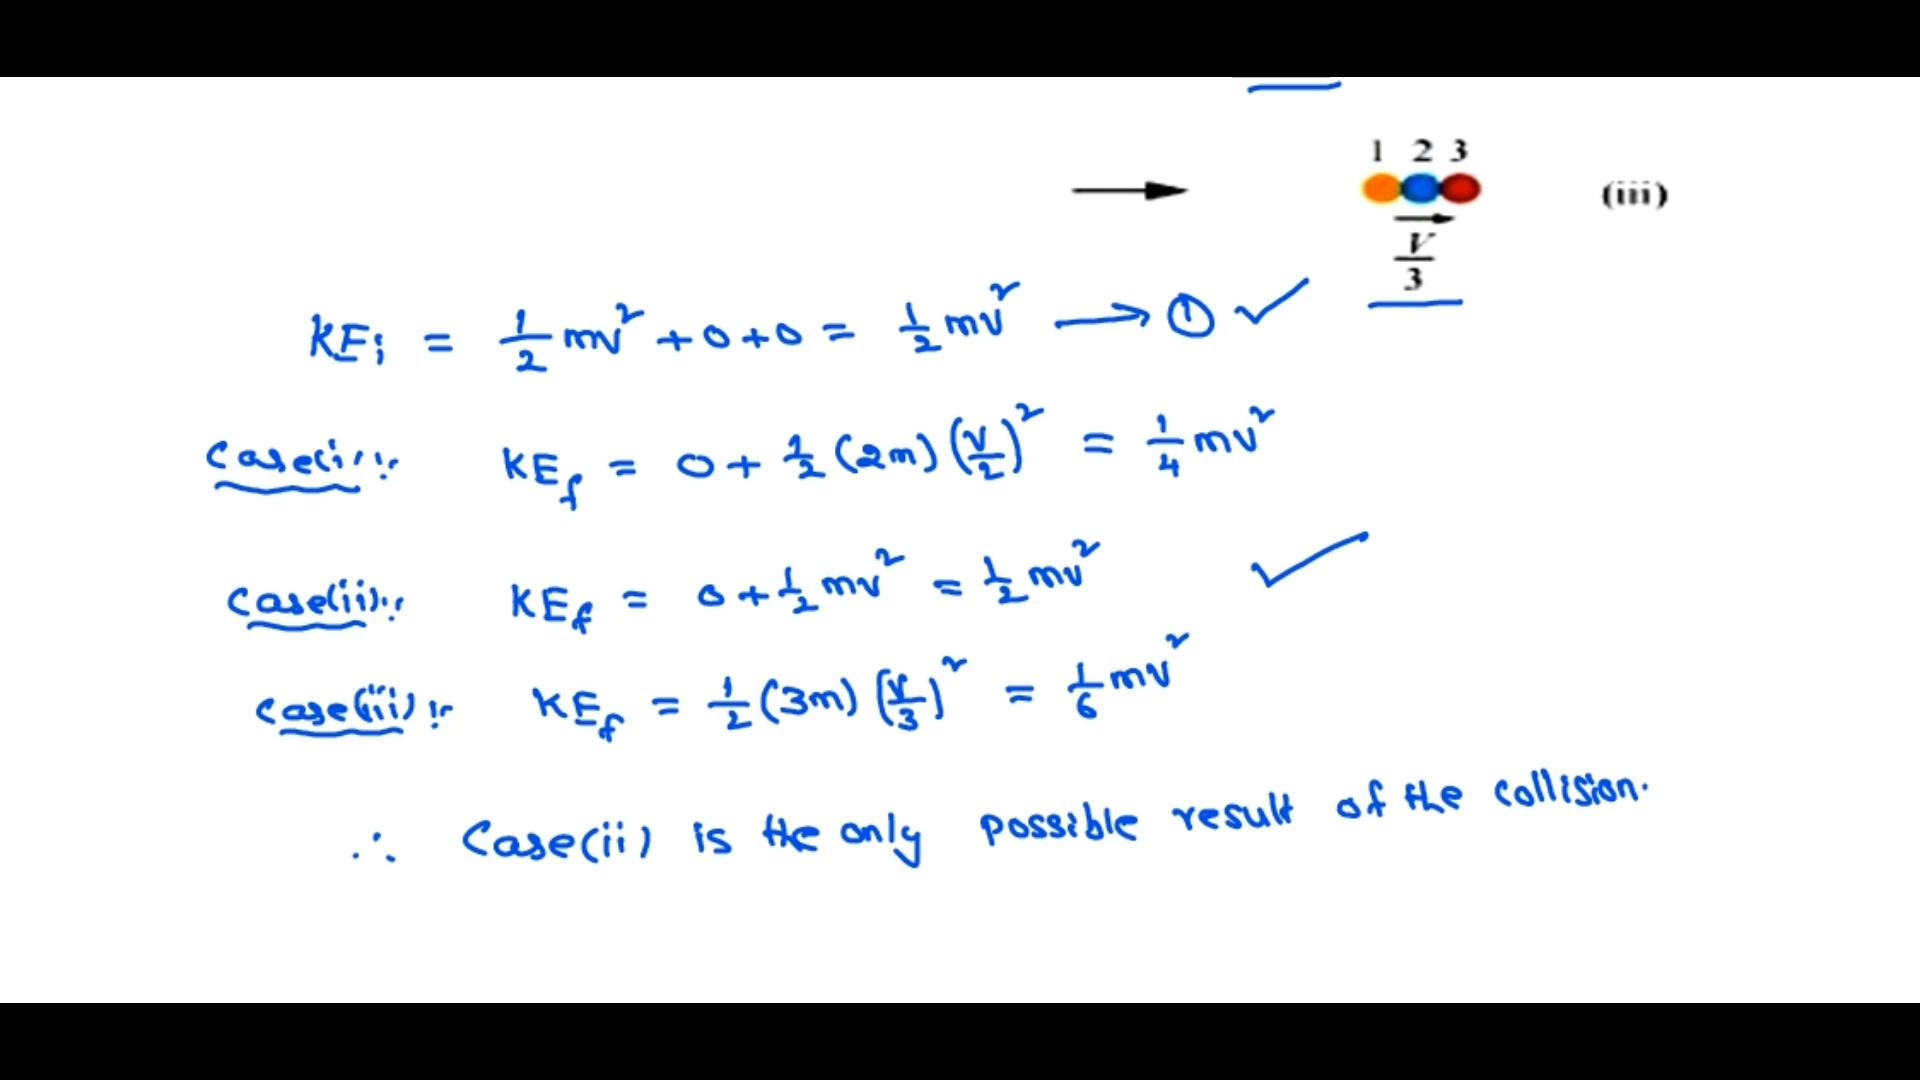 1 2 3
(iii)
V/3
KEi = 1/2 mv² + 0 + 0 = 1/2 mv² → ① ✓
Case(i):- KEf = 0 + 1/2 (2m) (v/2)² = 1/4 mv²
Case(ii):- KEf = 0 + 1/2 mv² = 1/2 mv² ✓
Case(iii):- KEf = 1/2 (3m) (v/3)² = 1/6 mv²
∴ Case(ii) is the only possible result of the collision.